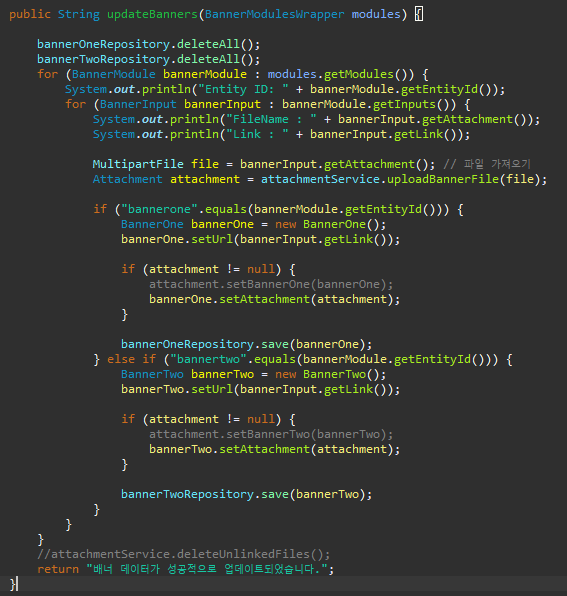 public String updateBanners(BannerModulesWrapper modules) {
bannerOneRepository.deleteAll();
bannerTwoRepository.deleteAll();
for (BannerModule bannerModule : modules.getModules()) {
System.out.println("Entity ID: " + bannerModule.getEntityId());
for (BannerInput bannerInput : bannerModule.getInputs()) {
System.out.println("FileName : " + bannerInput.getAttachment());
System.out.println("Link : " + bannerInput.getLink());
MultipartFile file = bannerInput.getAttachment(); // 파일 가져오기
Attachment attachment = attachmentService.uploadBannerFile(file);
if ("bannerone".equals(bannerModule.getEntityId())) {
BannerOne bannerOne = new BannerOne();
bannerOne.setUrl(bannerInput.getLink());
if (attachment != null) {
attachment.setBannerOne(bannerOne);
bannerOne.setAttachment(attachment);
}
bannerOneRepository.save(bannerOne);
} else if ("bannertwo".equals(bannerModule.getEntityId())) {
BannerTwo bannerTwo = new BannerTwo();
bannerTwo.setUrl(bannerInput.getLink());
if (attachment != null) {
attachment.setBannerTwo(bannerTwo);
bannerTwo.setAttachment(attachment);
}
bannerTwoRepository.save(bannerTwo);
}
}
}
//attachmentService.deleteUnlinkedFiles();
return "배너 데이터가 성공적으로 업데이트되었습니다.";
}